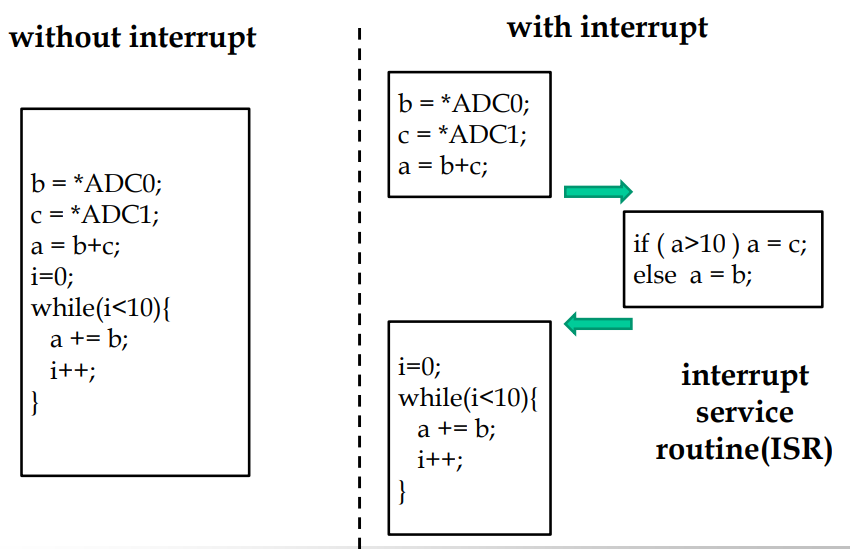 without interrupt
b = *ADC0;
c = *ADC1;
a = b+c;
i=0;
while(i<10){
a += b;
i++;
}
with interrupt
b = *ADC0;
c = *ADC1;
a = b+c;
if ( a>10 ) a = c;
else a = b;
i=0;
while(i<10){
a += b;
i++;
}
interrupt
service
routine(ISR)